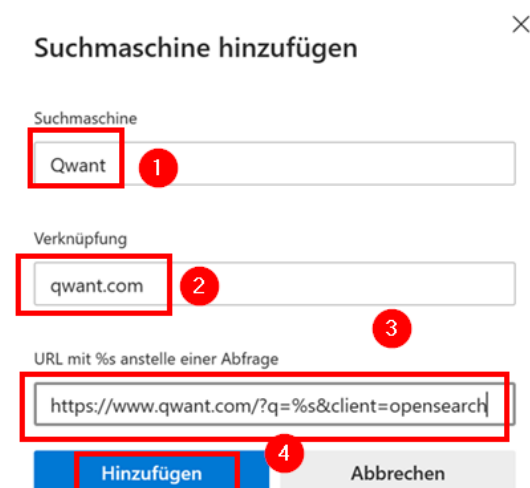 Suchmaschine hinzufügen
Suchmaschine
Qwant
1
Verknüpfung
qwant.com
2
3
URL mit %s anstelle einer Abfrage
https://www.qwant.com/?q=%s&client=opensearch
4
Hinzufügen
Abbrechen